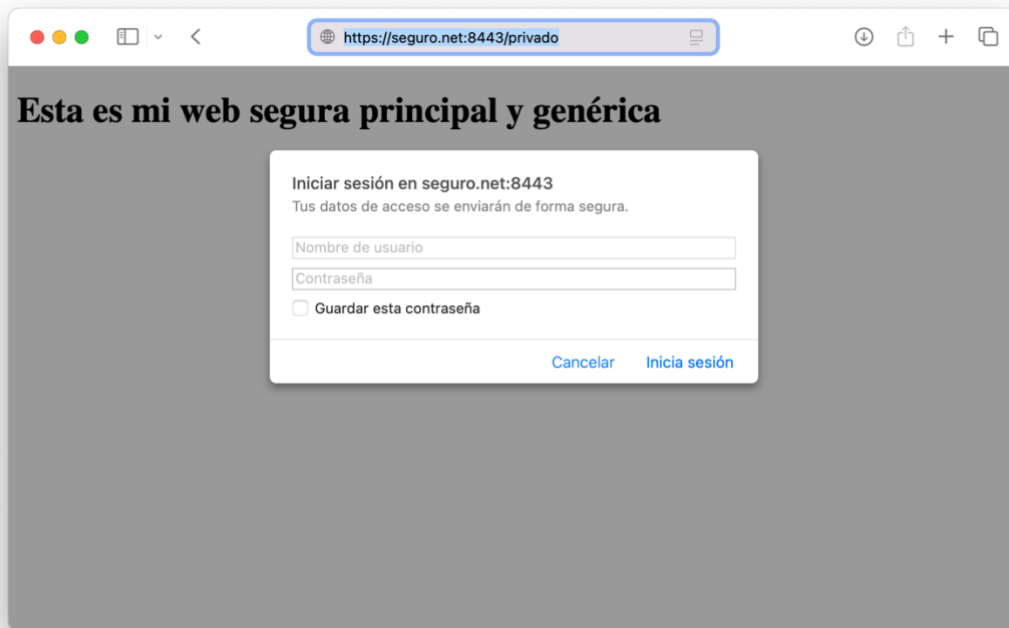 https://seguro.net:8443/privado
Esta es mi web segura principal y genérica
Iniciar sesión en seguro.net:8443
Tus datos de acceso se enviarán de forma segura.
Nombre de usuario
Contraseña
Guardar esta contraseña
Cancelar Inicia sesión